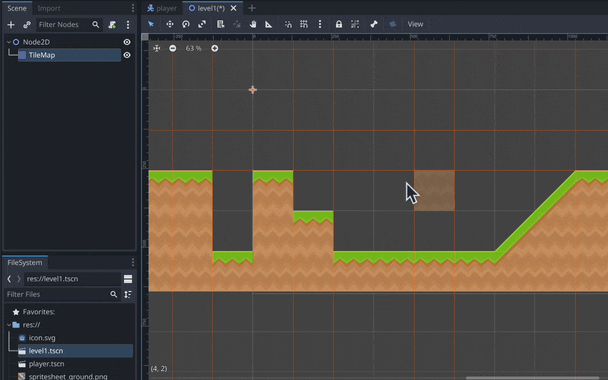 Scene Import
Filter Nodes
Node2D
TileMap
FileSystem
res://level1.tscn
Filter Files
Favorites:
res://
icon.svg
level1.tscn
player.tscn
spritesheet_ground.png
player level1(*)
View
63 %
(4, 2)